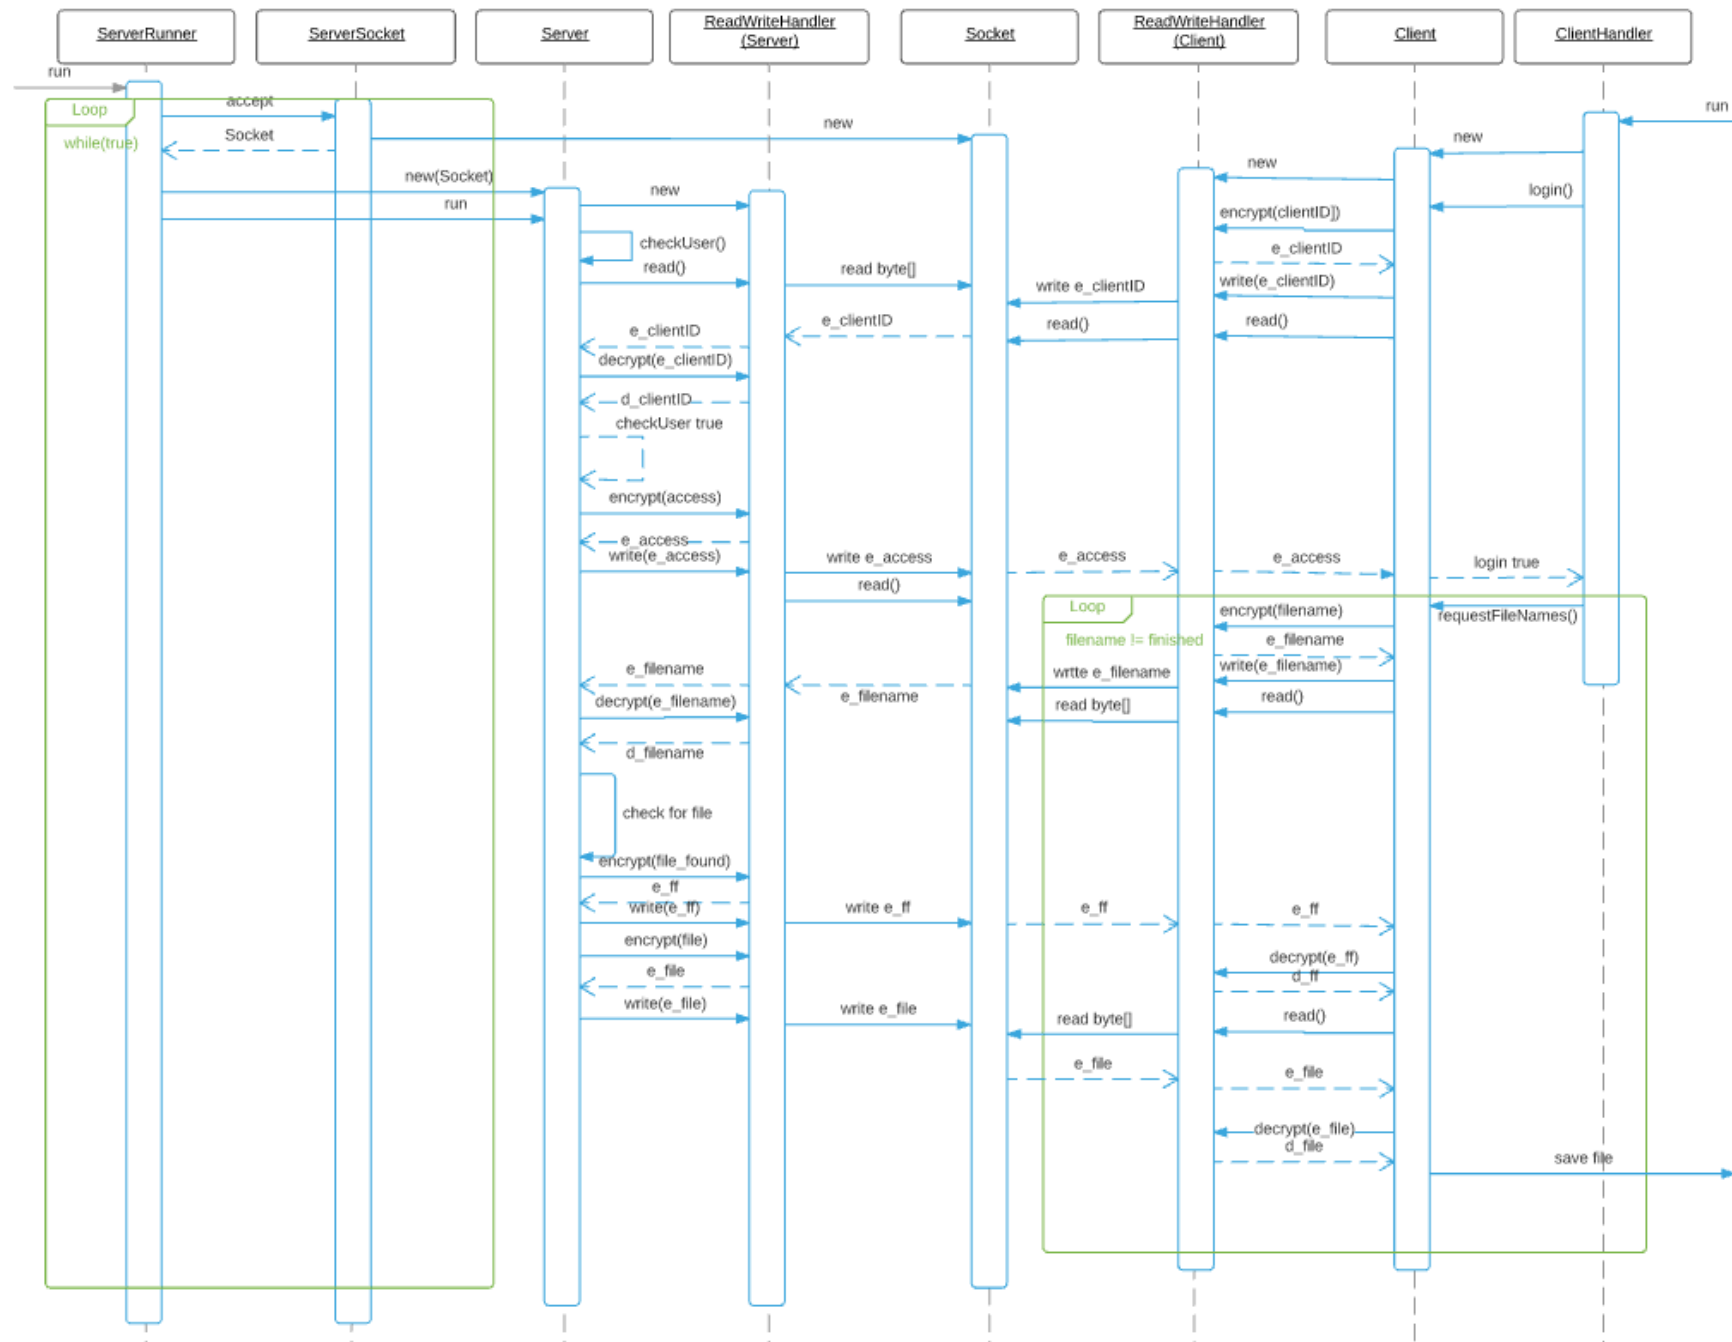 ServerRunner
ServerSocket
Server
ReadWriteHandler
(Server)
Socket
ReadWriteHandler
(Client)
Client
ClientHandler
run
Loop
while(true)
accept
Socket
new
run
new
new
login()
new(Socket)
run
new
encrypt(clientID])
checkUser()
e_clientID
read()
read byte[]
write e_clientID
write(e_clientID)
e_clientID
e_clientID
read()
read()
decrypt(e_clientID)
d_clientID
checkUser true
encrypt(access)
e_access
write(e_access)
write e_access
e_access
e_access
login true
read()
Loop
filename != finished
encrypt(filename)
requestFileNames()
e_filename
e_filename
e_filename
wrtte e_filename
write(e_filename)
decrypt(e_filename)
read byte[]
read()
d_filename
check for file
encrypt(file_found)
e_ff
write(e_ff)
write e_ff
e_ff
e_ff
encrypt(file)
decrypt(e_ff)
d_ff
e_file
write(e_file)
write e_file
read byte[]
read()
e_file
e_file
decrypt(e_file)
d_file
save file